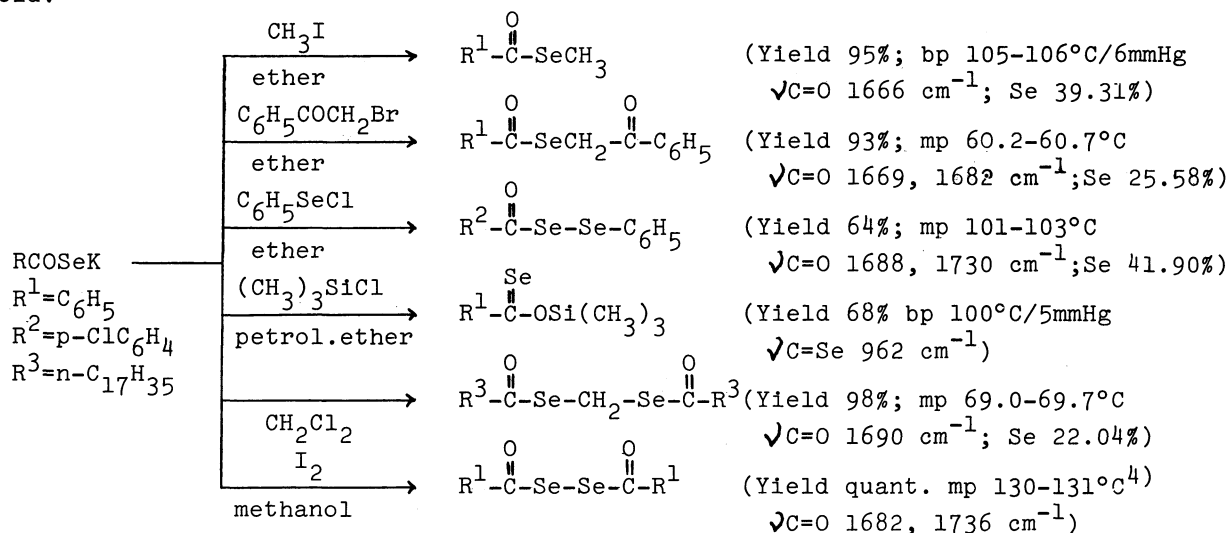 CH3I
O
R1-C-SeCH3 (Yield 95%; bp 105-106°C/6mmHg
ether
νC=O 1666 cm-1; Se 39.31%)
C6H5COCH2Br
O O
R1-C-SeCH2-C-C6H5 (Yield 93%; mp 60.2-60.7°C
ether
νC=O 1669, 1682 cm-1;Se 25.58%)
C6H5SeCl
O
R2-C-Se-Se-C6H5 (Yield 64%; mp 101-103°C
ether
νC=O 1688, 1730 cm-1;Se 41.90%)
RCOSeK
R1=C6H5
R2=p-ClC6H4
R3=n-C17H35
(CH3)3SiCl
Se
R1-C-OSi(CH3)3 (Yield 68% bp 100°C/5mmHg
petrol.ether
νC=Se 962 cm-1)
O O
R3-C-Se-CH2-Se-C-R3 (Yield 98%; mp 69.0-69.7°C
CH2Cl2
νC=O 1690 cm-1; Se 22.04%)
I2
O O
R1-C-Se-Se-C-R1 (Yield quant. mp 130-131°C4)
methanol
νC=O 1682, 1736 cm-1)